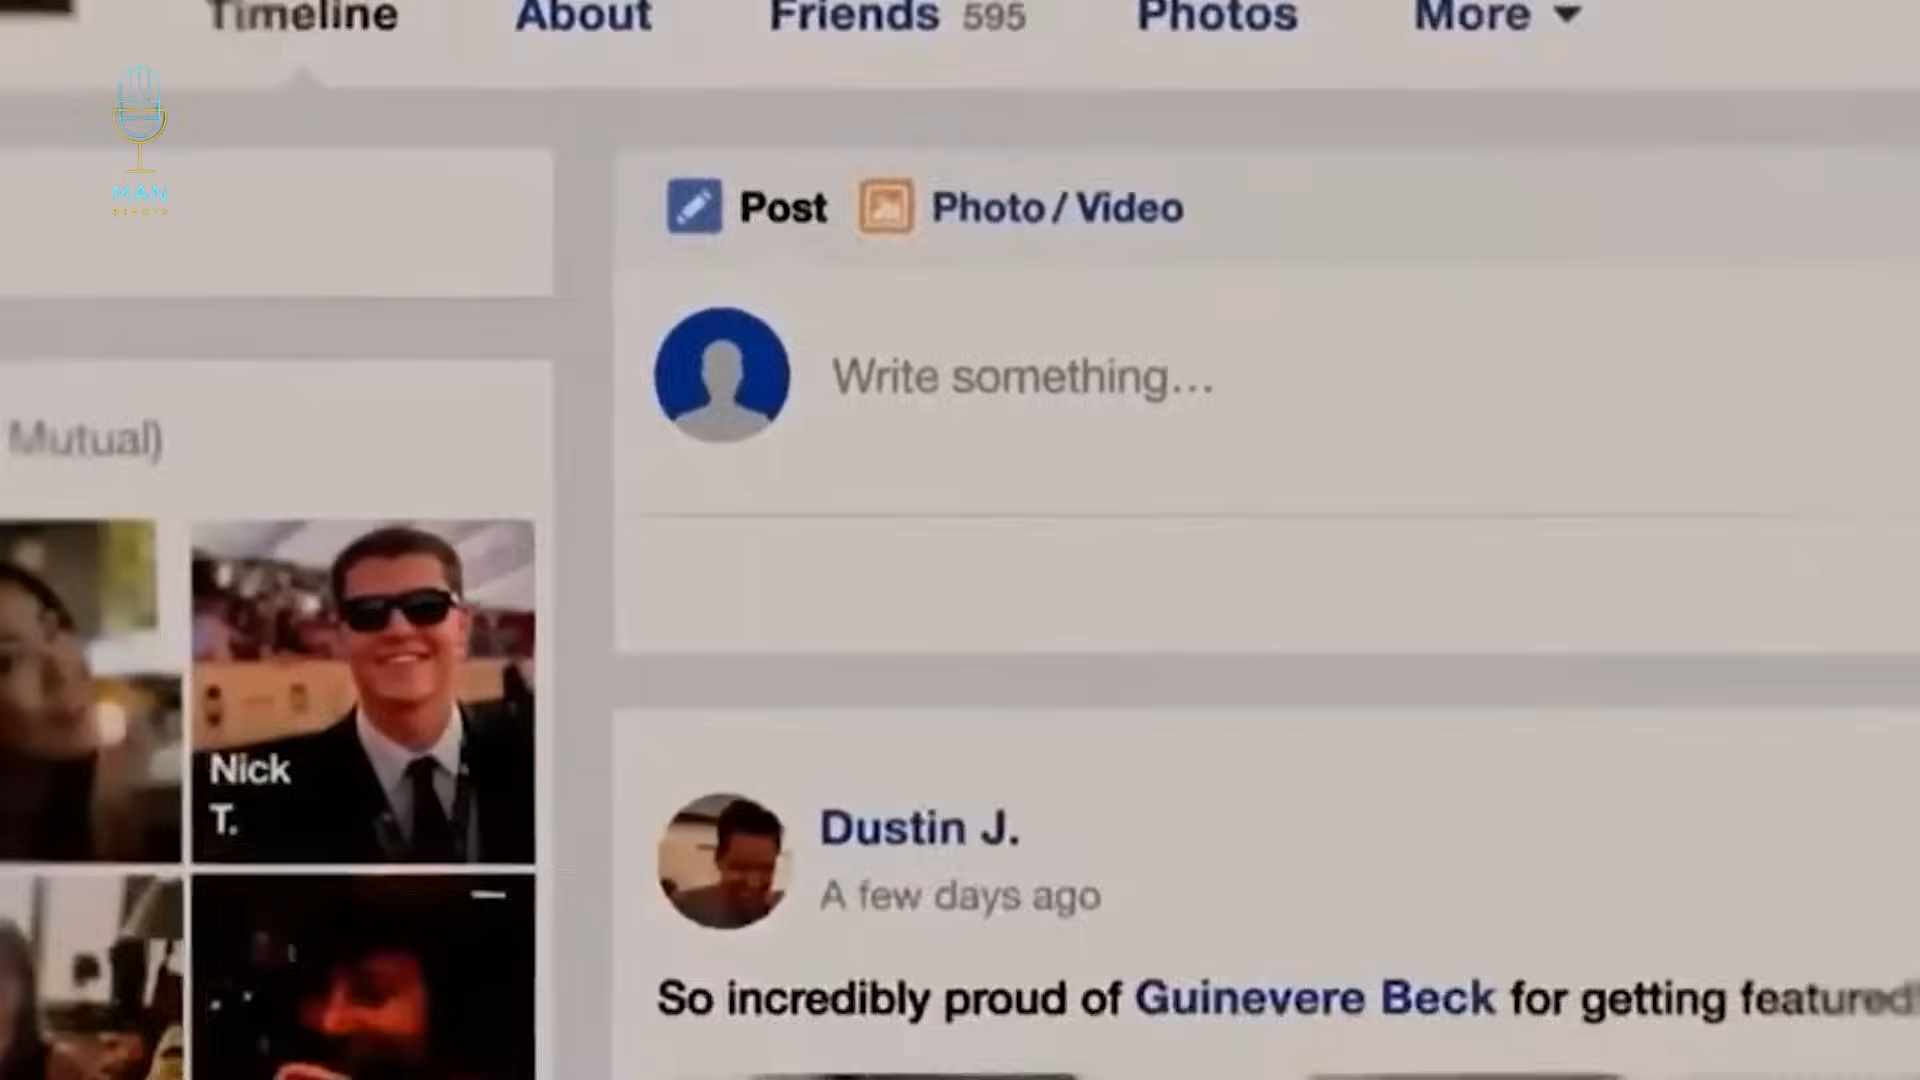 Timeline About Friends 595 Photos More
MAN
REACTS
Post Photo / Video
Write something...
Mutual)
Nick
T.
Dustin J.
A few days ago
So incredibly proud of Guinevere Beck for getting featured!